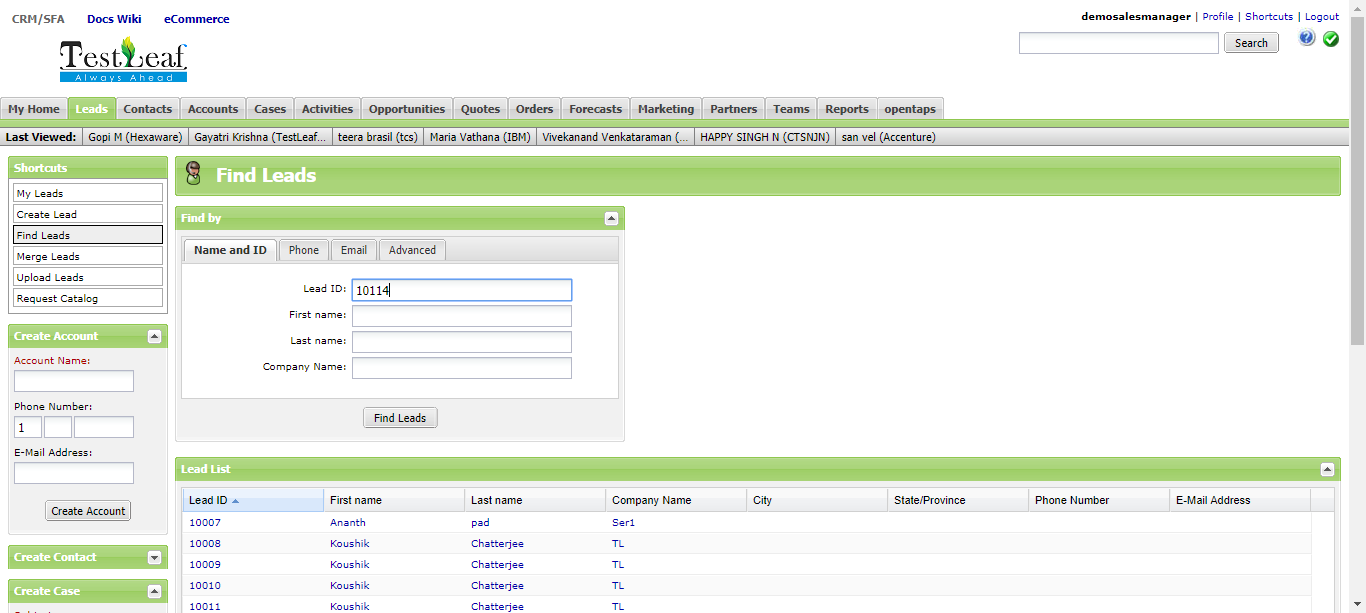 CRM/SFA Docs Wiki eCommerce
demosalesmanager | Profile | Shortcuts | Logout
TestLeaf
Always Ahead
Search
My Home Leads Contacts Accounts Cases Activities Opportunities Quotes Orders Forecasts Marketing Partners Teams Reports opentaps
Last Viewed: Gopi M (Hexaware) Gayatri Krishna (TestLeaf... teera brasil (tcs) Maria Vathana (IBM) Vivekanand Venkataraman (... HAPPY SINGH N (CTSNJN) san vel (Accenture)
Shortcuts
My Leads
Create Lead
Find Leads
Merge Leads
Upload Leads
Request Catalog
Create Account
Account Name:
Phone Number:
1
E-Mail Address:
Create Account
Create Contact
Create Case
Find Leads
Find by
Name and ID Phone Email Advanced
Lead ID: 10114
First name:
Last name:
Company Name:
Find Leads
Lead List
Lead ID First name Last name Company Name City State/Province Phone Number E-Mail Address
10007 Ananth pad Ser1
10008 Koushik Chatterjee TL
10009 Koushik Chatterjee TL
10010 Koushik Chatterjee TL
10011 Koushik Chatterjee TL